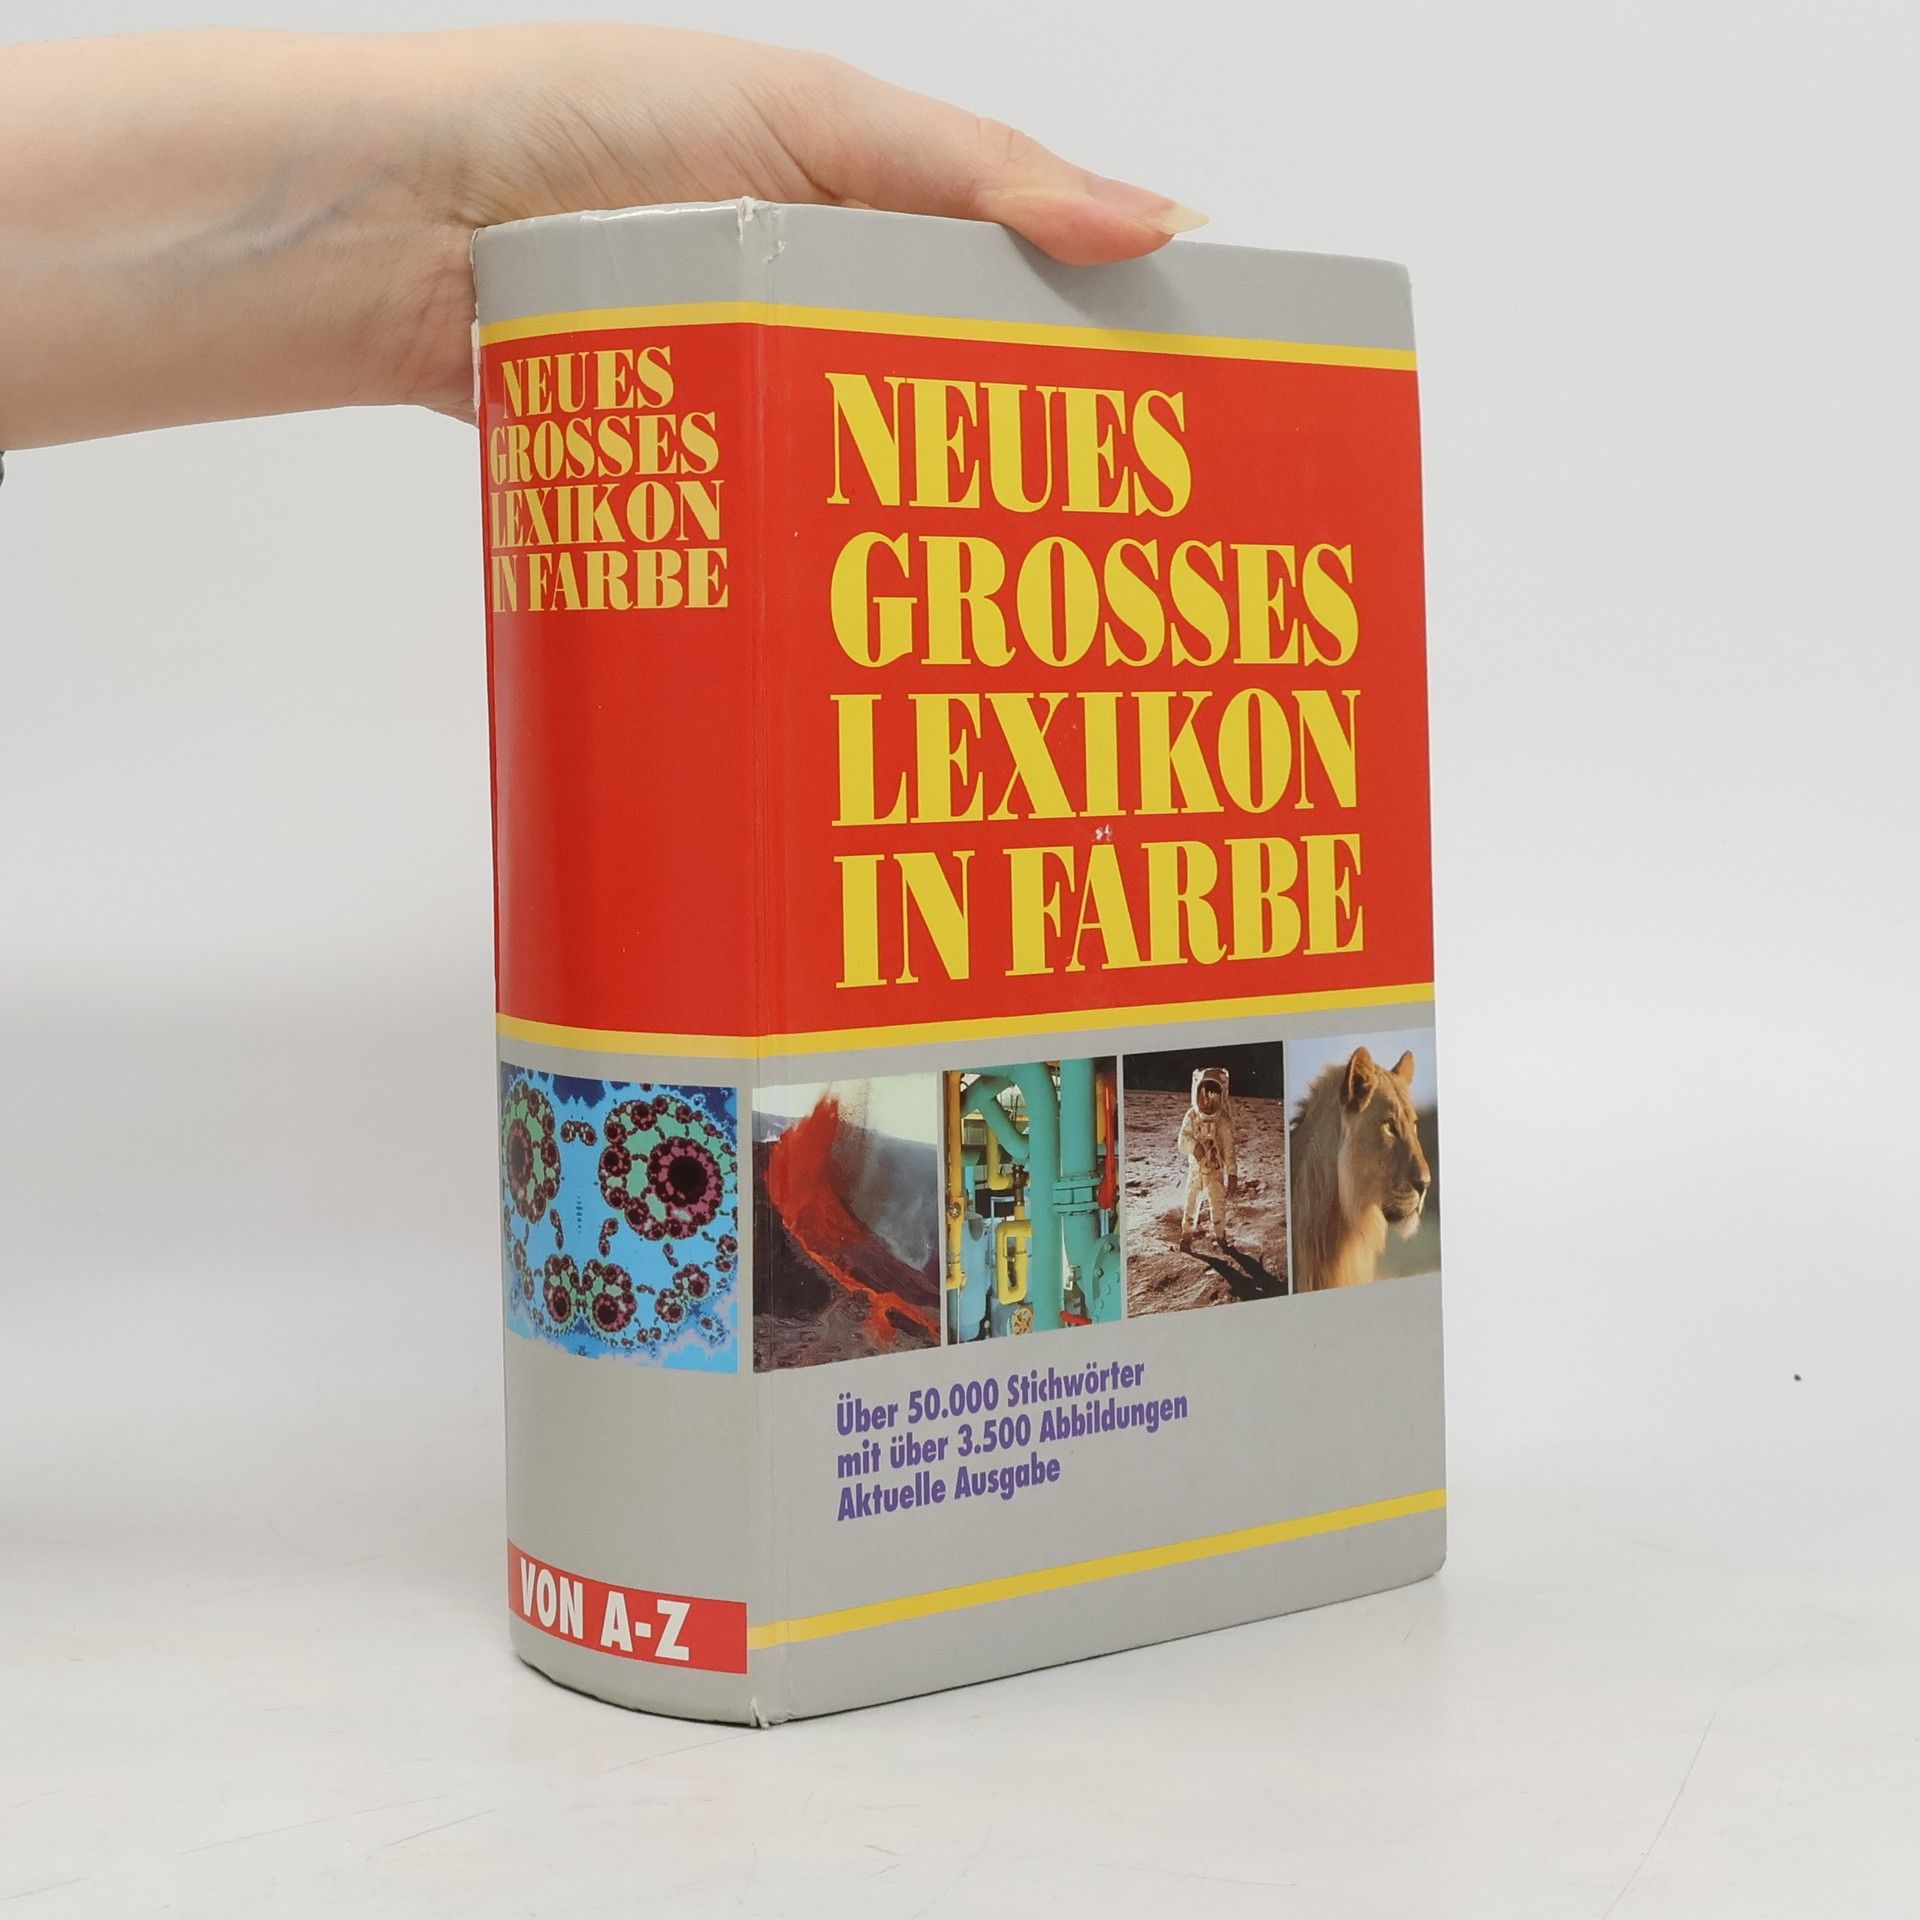 NEUES
GROSSES
LEXIKON
IN FARBE
VON A-Z
NEUES
GROSSES
LEXIKON
IN FARBE
Über 50.000 Stichwörter
mit über 3.500 Abbildungen
Aktuelle Ausgabe